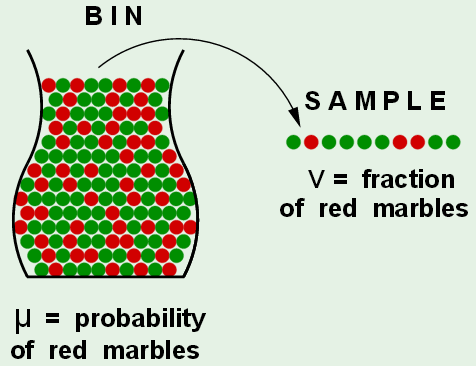 BIN
SAMPLE
ν = fraction
of red marbles
μ = probability
of red marbles